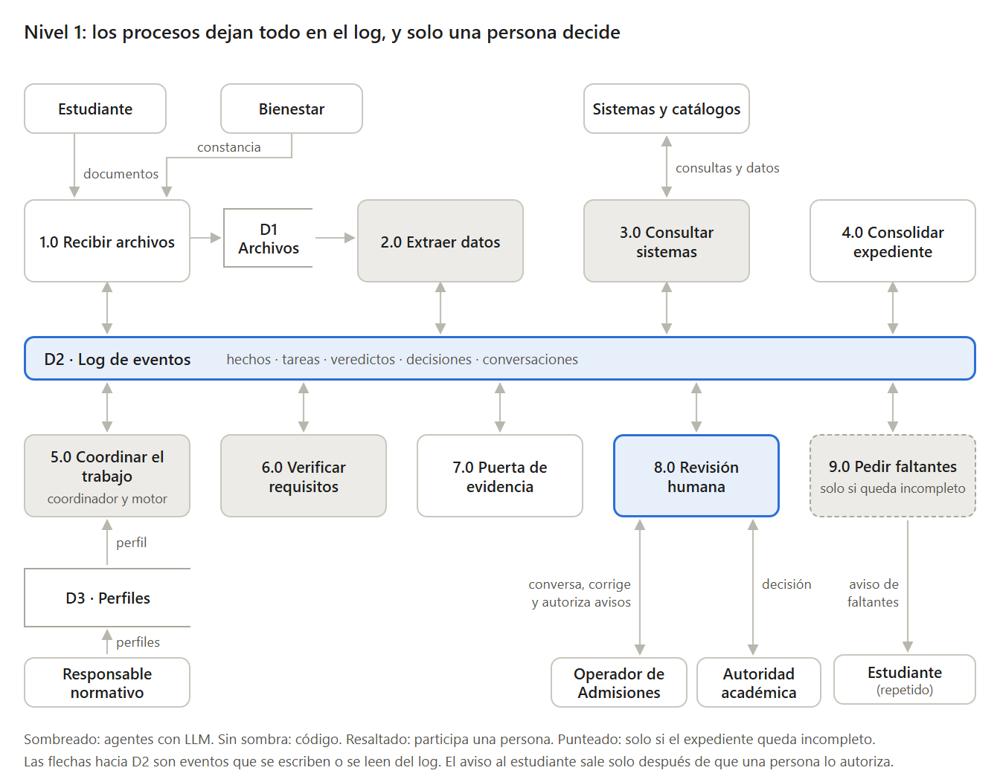 Nivel 1: los procesos dejan todo en el log, y solo una persona decide
Estudiante
Bienestar
Sistemas y catálogos
constancia
documentos
consultas y datos
1.0 Recibir archivos
D1
Archivos
2.0 Extraer datos
3.0 Consultar
sistemas
4.0 Consolidar
expediente
D2 · Log de eventos
hechos · tareas · veredictos · decisiones · conversaciones
5.0 Coordinar el
trabajo
coordinador y motor
6.0 Verificar
requisitos
7.0 Puerta de
evidencia
8.0 Revisión
humana
9.0 Pedir faltantes
solo si queda incompleto
perfil
D3 · Perfiles
perfiles
Responsable
normativo
conversa, corrige
y autoriza avisos
decisión
aviso de
faltantes
Operador de
Admisiones
Autoridad
académica
Estudiante
(repetido)
Sombreado: agentes con LLM. Sin sombra: código. Resaltado: participa una persona. Punteado: solo si el expediente queda incompleto.
Las flechas hacia D2 son eventos que se escriben o se leen del log. El aviso al estudiante sale solo después de que una persona lo autoriza.